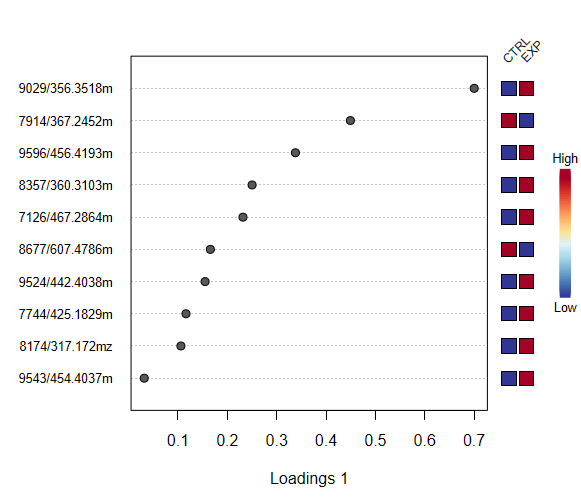 CTRL
EXP
9029/356.3518m
7914/367.2452m
9596/456.4193m
8357/360.3103m
7126/467.2864m
8677/607.4786m
9524/442.4038m
7744/425.1829m
8174/317.172mz
9543/454.4037m
High
Low
0.1 0.2 0.3 0.4 0.5 0.6 0.7
Loadings 1